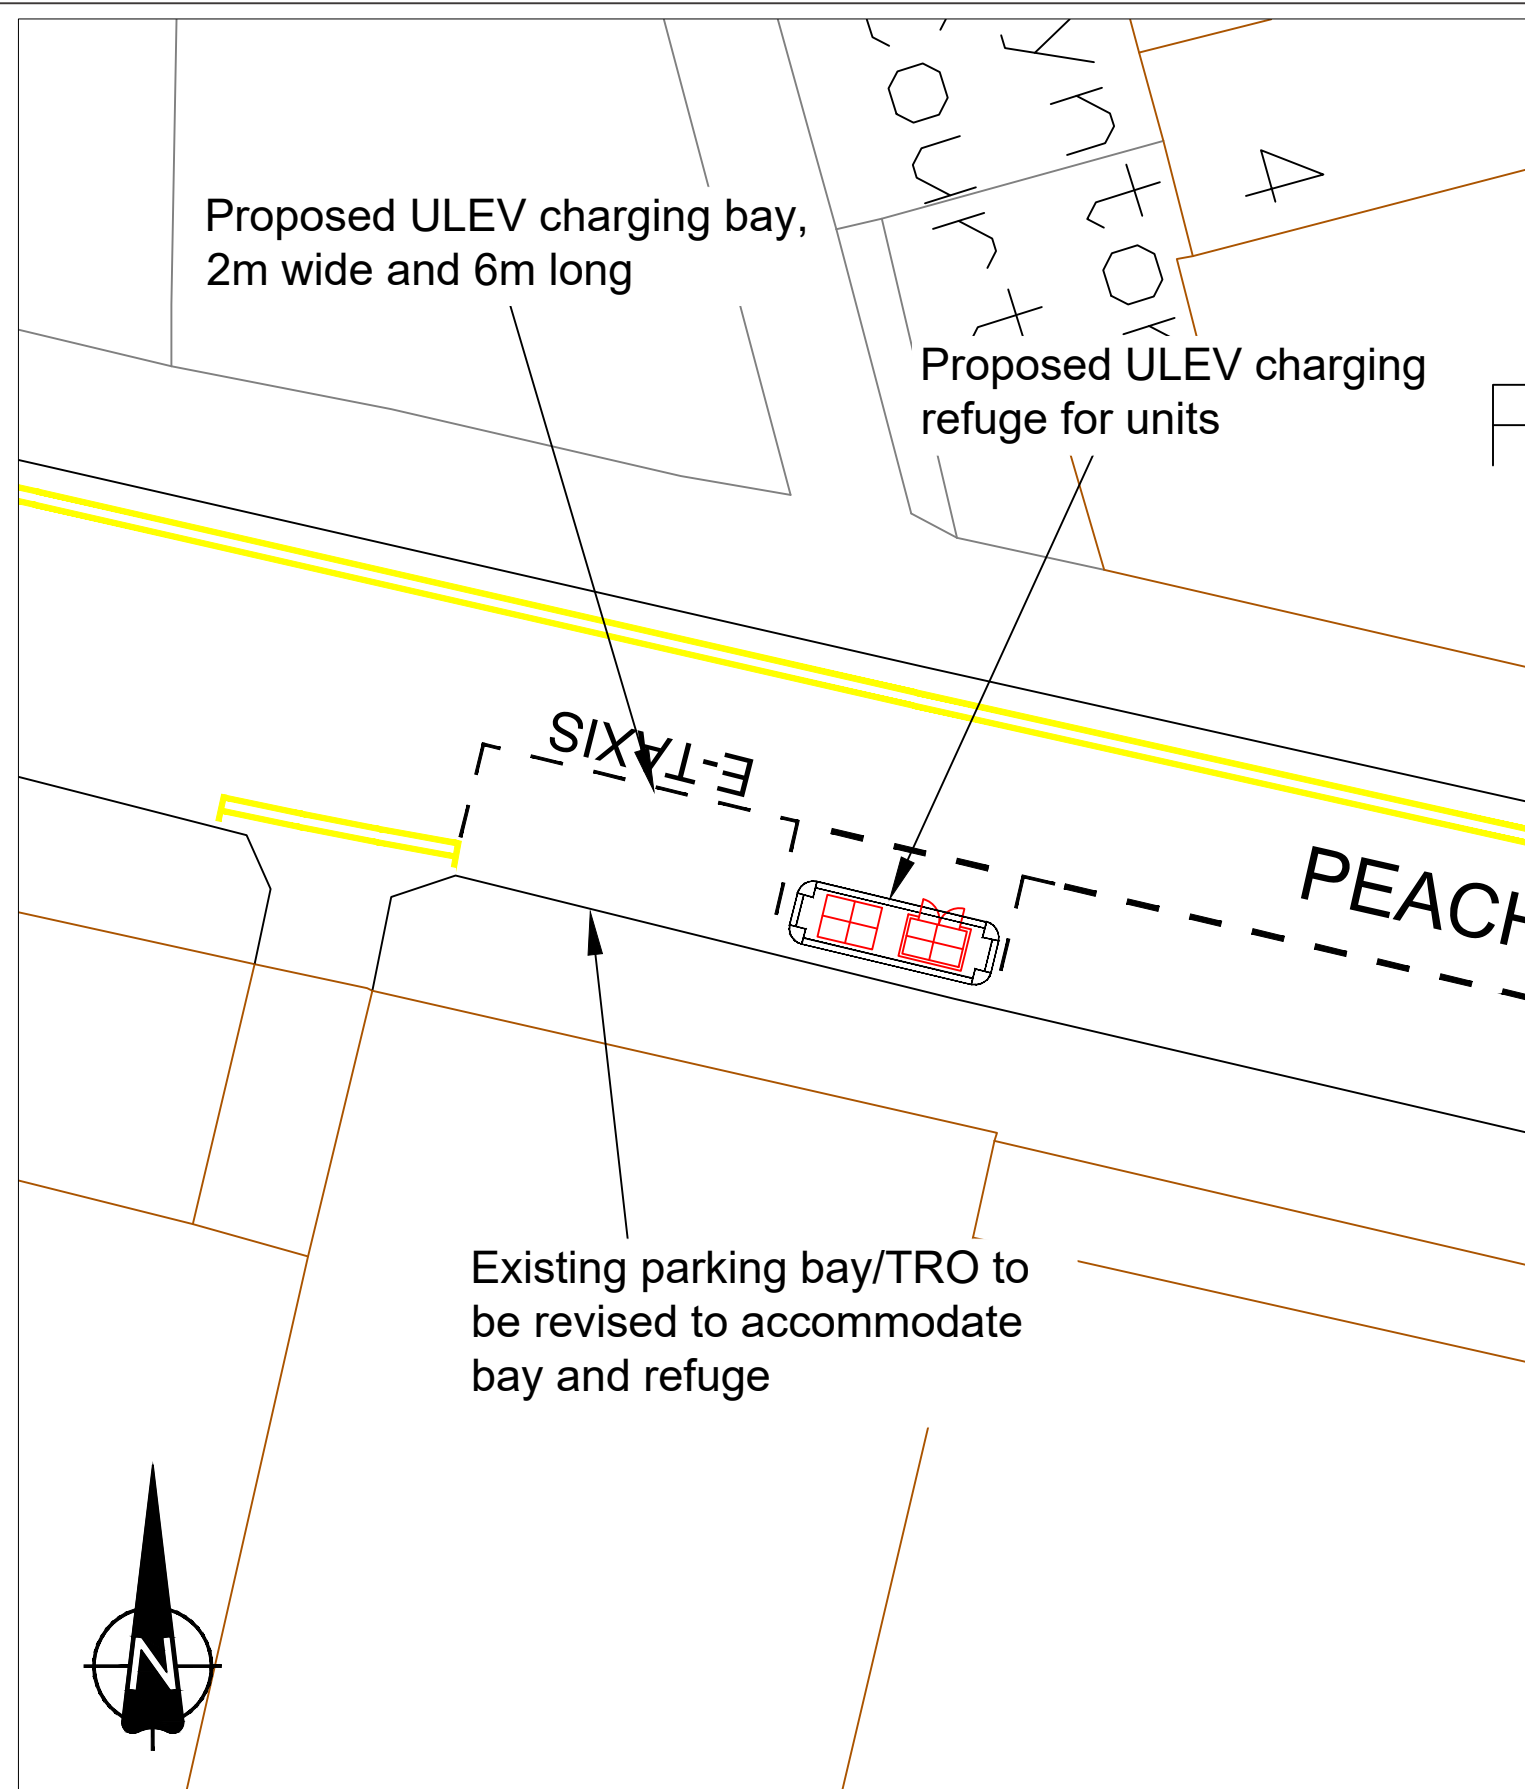 Proposed ULEV charging bay,
2m wide and 6m long
Proposed ULEV charging
refuge for units
E-TAXIS
PEACH
Existing parking bay/TRO to
be revised to accommodate
bay and refuge
N